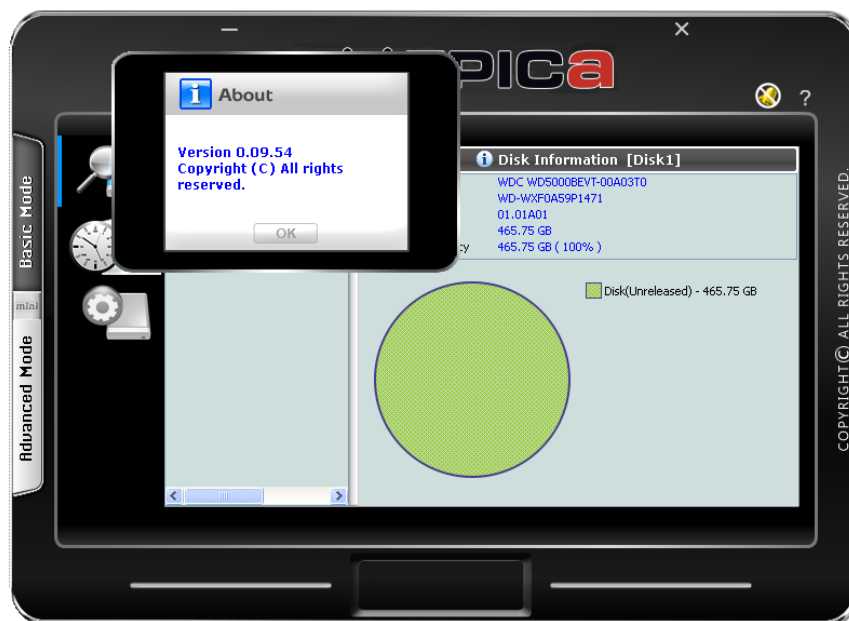 EPICa
?
About
Version 0.09.54
Copyright (C) All rights
reserved.
OK
Disk Information [Disk1]
WDC WD5000BEVT-00A03T0
WD-WXF0A59P1471
01.01A01
465.75 GB
465.75 GB ( 100% )
Disk(Unreleased) - 465.75 GB
Basic Mode
mini
Advanced Mode
COPYRIGHT© ALL RIGHTS RESERVED.